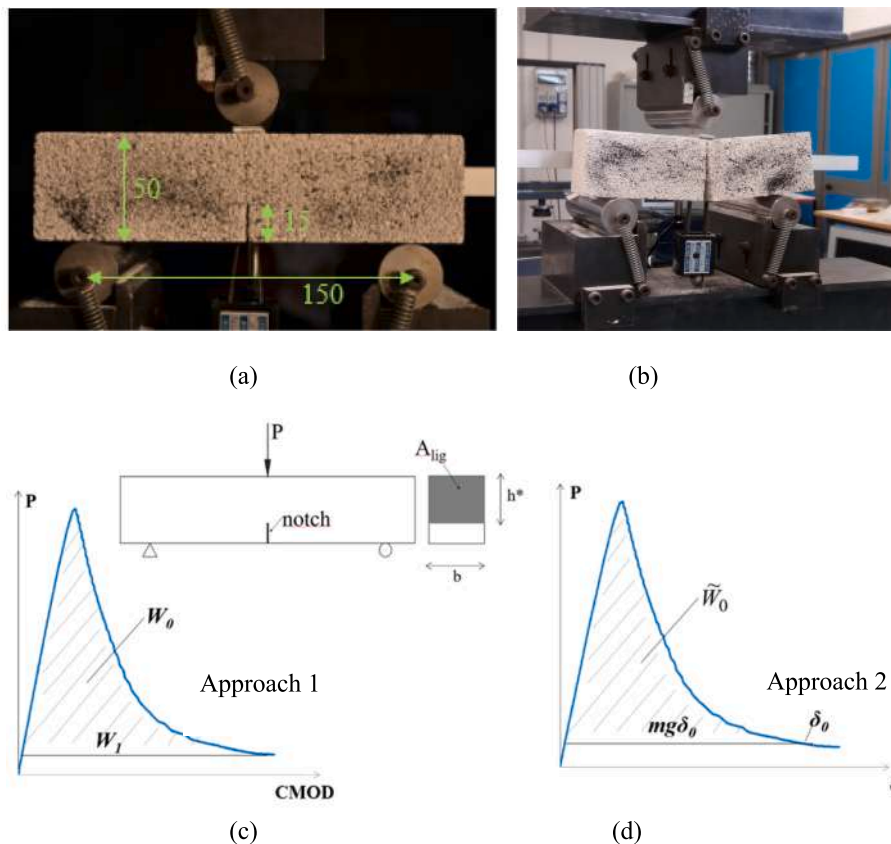 50
15
150
(a)
(b)
P
A_lig
h*
notch
b
P
W_0
Approach 1
W_1
CMOD
(c)
P
W̃_0
Approach 2
mgδ_0
δ_0
(d)